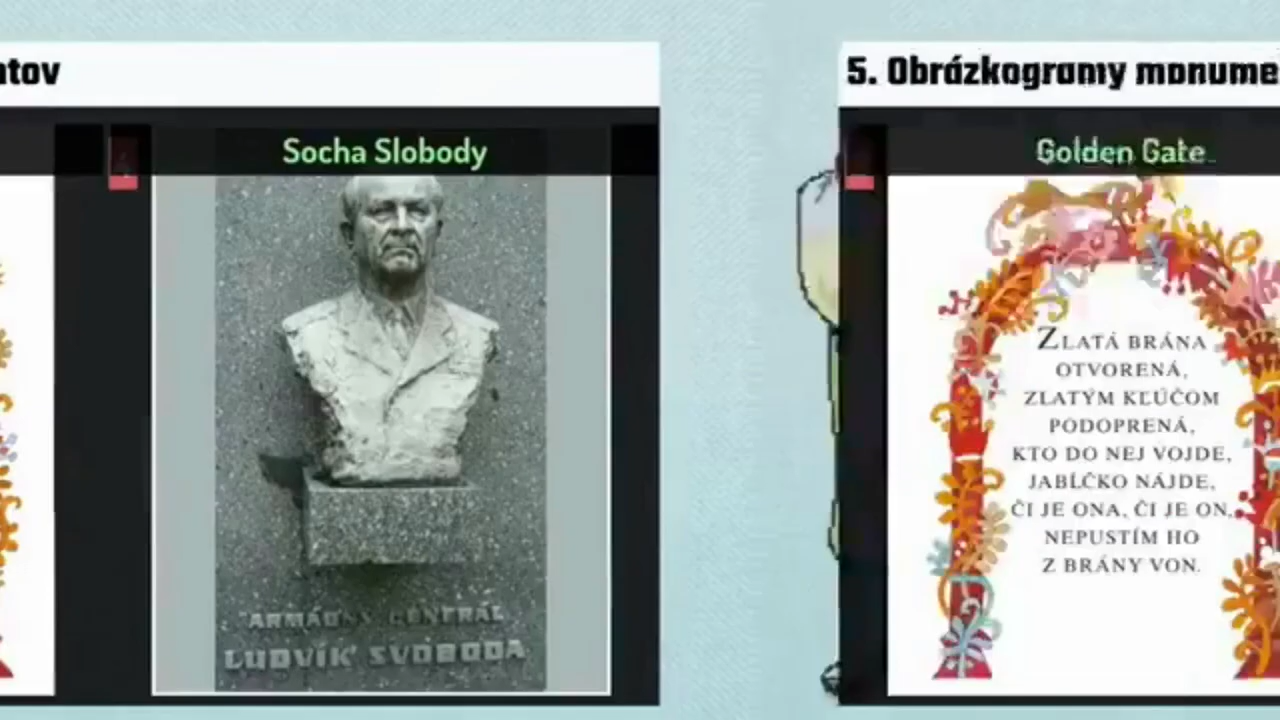 ntov
Socha Slobody
ARMÁDNY GENERÁL
LUDVÍK SVOBODA
5. Obrázkogramy monume
Golden Gate
ZLATÁ BRÁNA
OTVORENÁ,
ZLATÝM KĽÚČOM
PODOPRENÁ,
KTO DO NEJ VOJDE,
JABĹČKO NÁJDE,
ČI JE ONA, ČI JE ON,
NEPUSTÍM HO
Z BRÁNY VON.